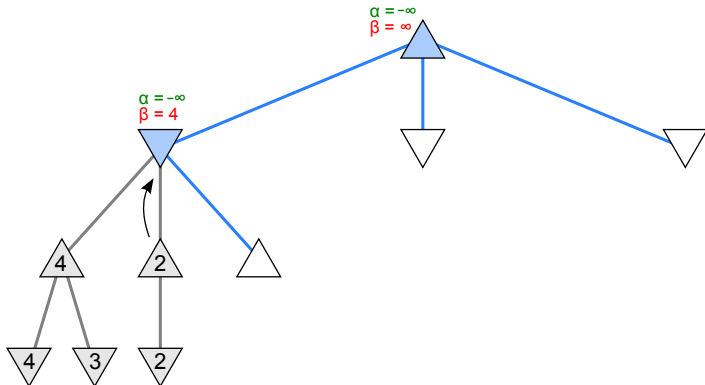 α = -∞
β = ∞
α = -∞
β = 4
4
2
4
3
2